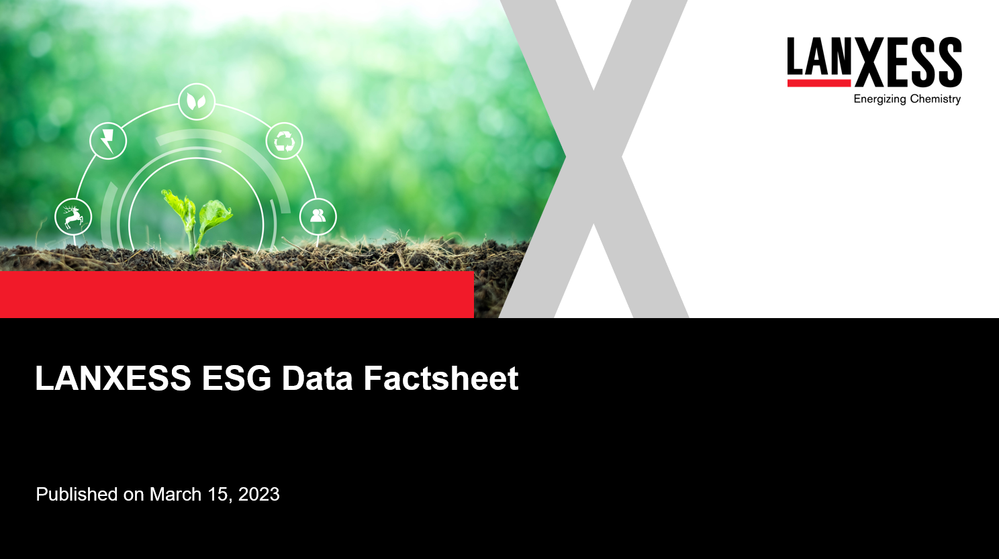 LANXESS
Energizing Chemistry
LANXESS ESG Data Factsheet
Published on March 15, 2023